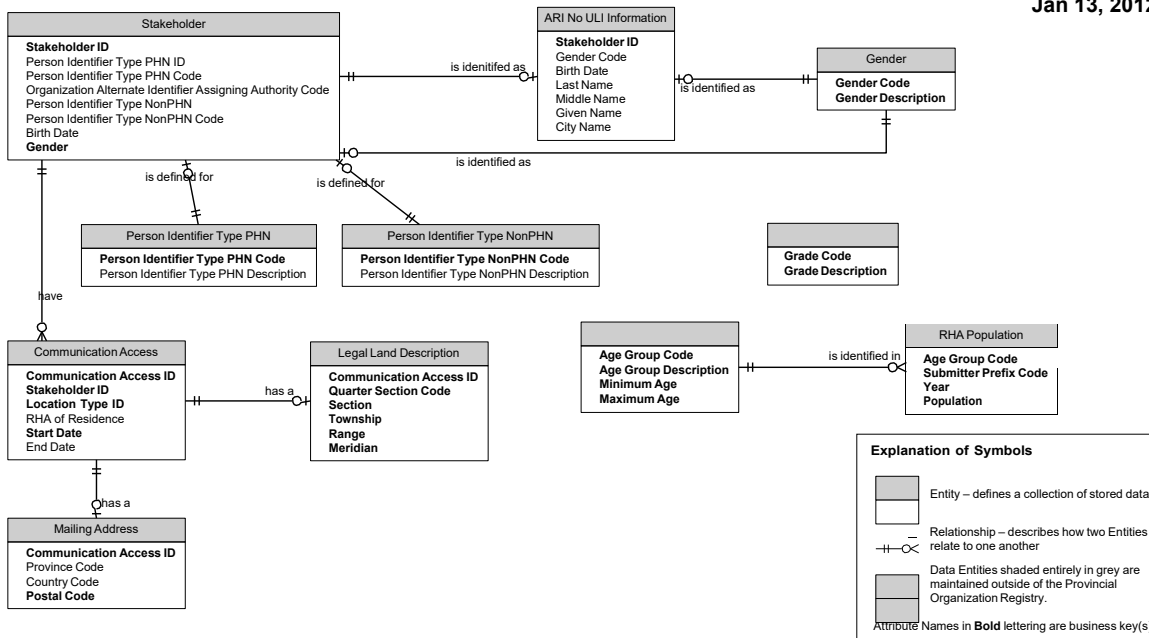 Jan 13, 2012
Stakeholder
Stakeholder ID
Person Identifier Type PHN ID
Person Identifier Type PHN Code
Organization Alternate Identifier Assigning Authority Code
Person Identifier Type NonPHN
Person Identifier Type NonPHN Code
Birth Date
Gender
is idenitifed as
ARI No ULI Information
Stakeholder ID
Gender Code
Birth Date
Last Name
Middle Name
Given Name
City Name
is identified as
Gender
Gender Code
Gender Description
is identified as
is defined for
is defined for
Person Identifier Type PHN
Person Identifier Type PHN Code
Person Identifier Type PHN Description
Person Identifier Type NonPHN
Person Identifier Type NonPHN Code
Person Identifier Type NonPHN Description
Grade Code
Grade Description
have
Communication Access
Communication Access ID
Stakeholder ID
Location Type ID
RHA of Residence
Start Date
End Date
has a
Legal Land Description
Communication Access ID
Quarter Section Code
Section
Township
Range
Meridian
Age Group Code
Age Group Description
Minimum Age
Maximum Age
is identified in
RHA Population
Age Group Code
Submitter Prefix Code
Year
Population
has a
Mailing Address
Communication Access ID
Province Code
Country Code
Postal Code
Explanation of Symbols
Entity – defines a collection of stored data
Relationship – describes how two Entities
relate to one another
Data Entities shaded entirely in grey are
maintained outside of the Provincial
Organization Registry.
Attribute Names in Bold lettering are business key(s